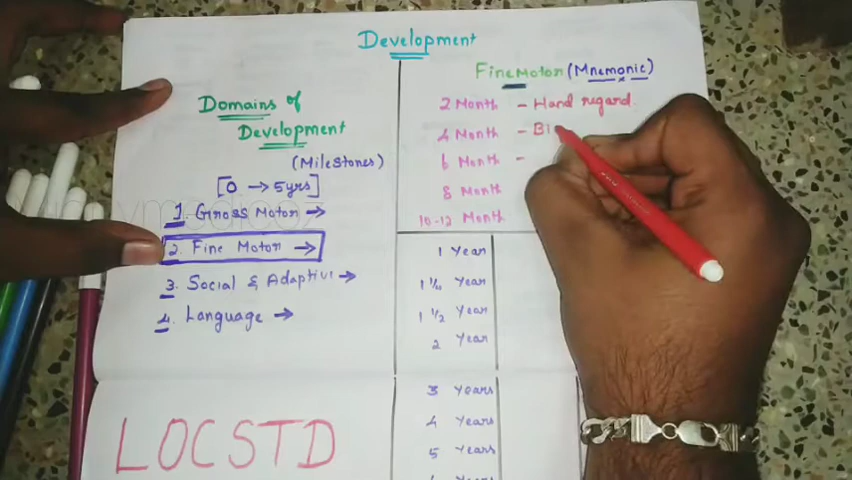 Development
Domains of
Development
(Milestones)
[0 → 5yrs]
1. Gross Motor →
2. Fine Motor →
3. Social & Adaptive →
4. Language →
LOCSTD
Fine Motor (Mnemonic)
2 Month - Hand regard
4 Month - Bi
6 Month -
8 Month
10-12 Month
1 Year
1 1/4 Year
1 1/2 Year
2 Year
3 Years
4 Years
5 Years